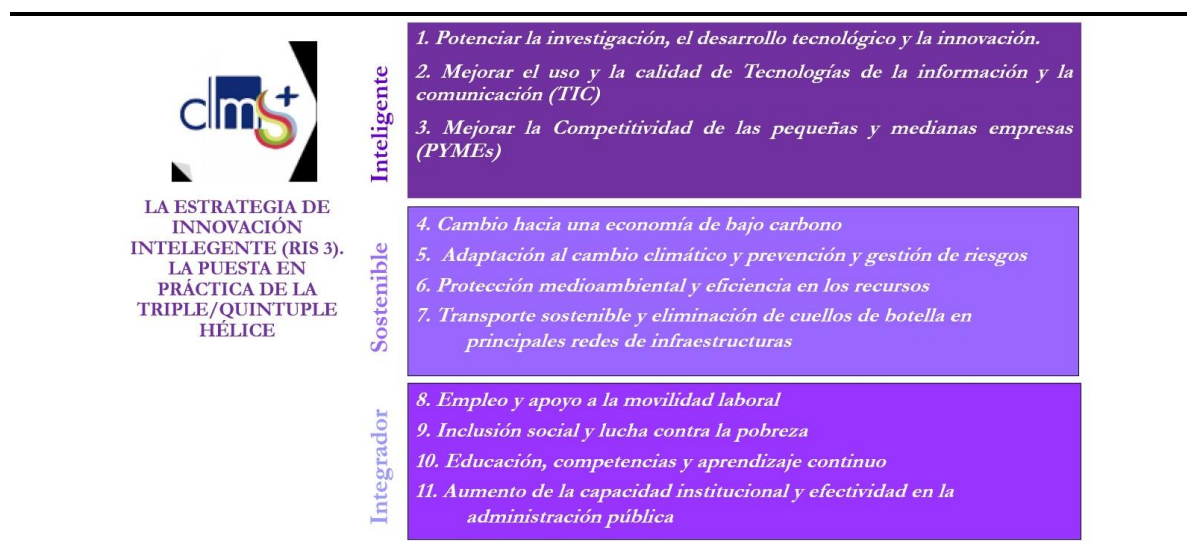 clms+
LA ESTRATEGIA DE
INNOVACIÓN
INTELEGENTE (RIS 3).
LA PUESTA EN
PRÁCTICA DE LA
TRIPLE/QUINTUPLE
HÉLICE
Inteligente
1. Potenciar la investigación, el desarrollo tecnológico y la innovación.
2. Mejorar el uso y la calidad de Tecnologías de la información y la
comunicación (TIC)
3. Mejorar la Competitividad de las pequeñas y medianas empresas
(PYMEs)
Sostenible
4. Cambio hacia una economía de bajo carbono
5. Adaptación al cambio climático y prevención y gestión de riesgos
6. Protección medioambiental y eficiencia en los recursos
7. Transporte sostenible y eliminación de cuellos de botella en
principales redes de infraestructuras
Integrador
8. Empleo y apoyo a la movilidad laboral
9. Inclusión social y lucha contra la pobreza
10. Educación, competencias y aprendizaje continuo
11. Aumento de la capacidad institucional y efectividad en la
administración pública